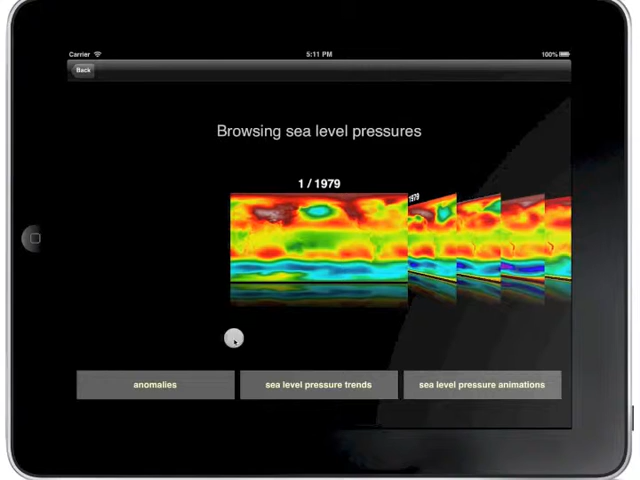 Carrier 5:11 PM 100%
Back
Browsing sea level pressures
1 / 1979
1979
anomalies sea level pressure trends sea level pressure animations